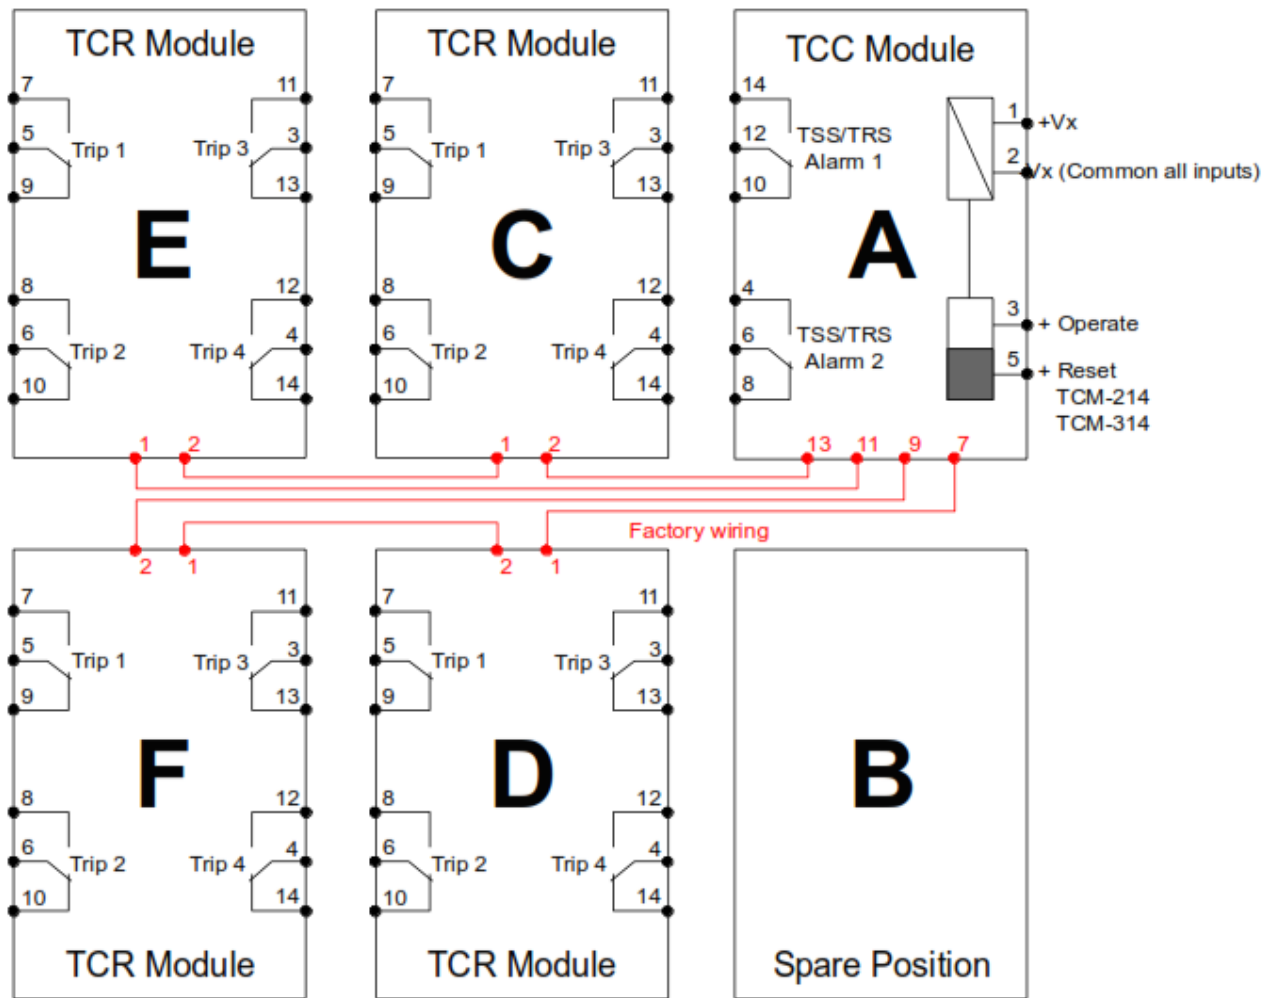 TCR Module
7
11
5
Trip 1
Trip 3
3
9
13
E
8
12
6
Trip 2
Trip 4
4
10
14
1
2
TCR Module
7
11
5
Trip 1
Trip 3
3
9
13
C
8
12
6
Trip 2
Trip 4
4
10
14
1
2
TCC Module
14
12
TSS/TRS
Alarm 1
10
1
+Vx
2
Vx (Common all inputs)
A
4
6
TSS/TRS
Alarm 2
8
3
+ Operate
5
+ Reset
TCM-214
TCM-314
13
11
9
7
Factory wiring
2
1
7
11
5
Trip 1
Trip 3
3
9
13
F
8
12
6
Trip 2
Trip 4
4
10
14
TCR Module
2
1
7
11
5
Trip 1
Trip 3
3
9
13
D
8
12
6
Trip 2
Trip 4
4
10
14
TCR Module
B
Spare Position